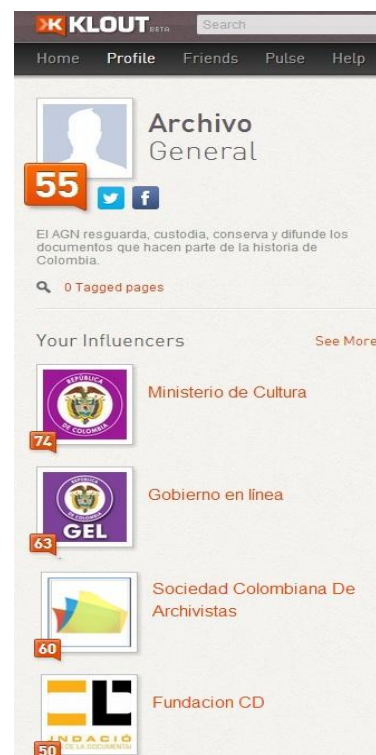 KLOUT BETA Search
Home Profile Friends Pulse Help
Archivo
General
55
El AGN resguarda, custodia, conserva y difunde los
documentos que hacen parte de la historia de
Colombia.
0 Tagged pages
Your Influencers See More
REPÚBLICA
DE COLOMBIA
74
Ministerio de Cultura
REPÚBLICA
DE COLOMBIA
GEL
63
Gobierno en línea
60
Sociedad Colombiana De
Archivistas
50
Fundacion CD